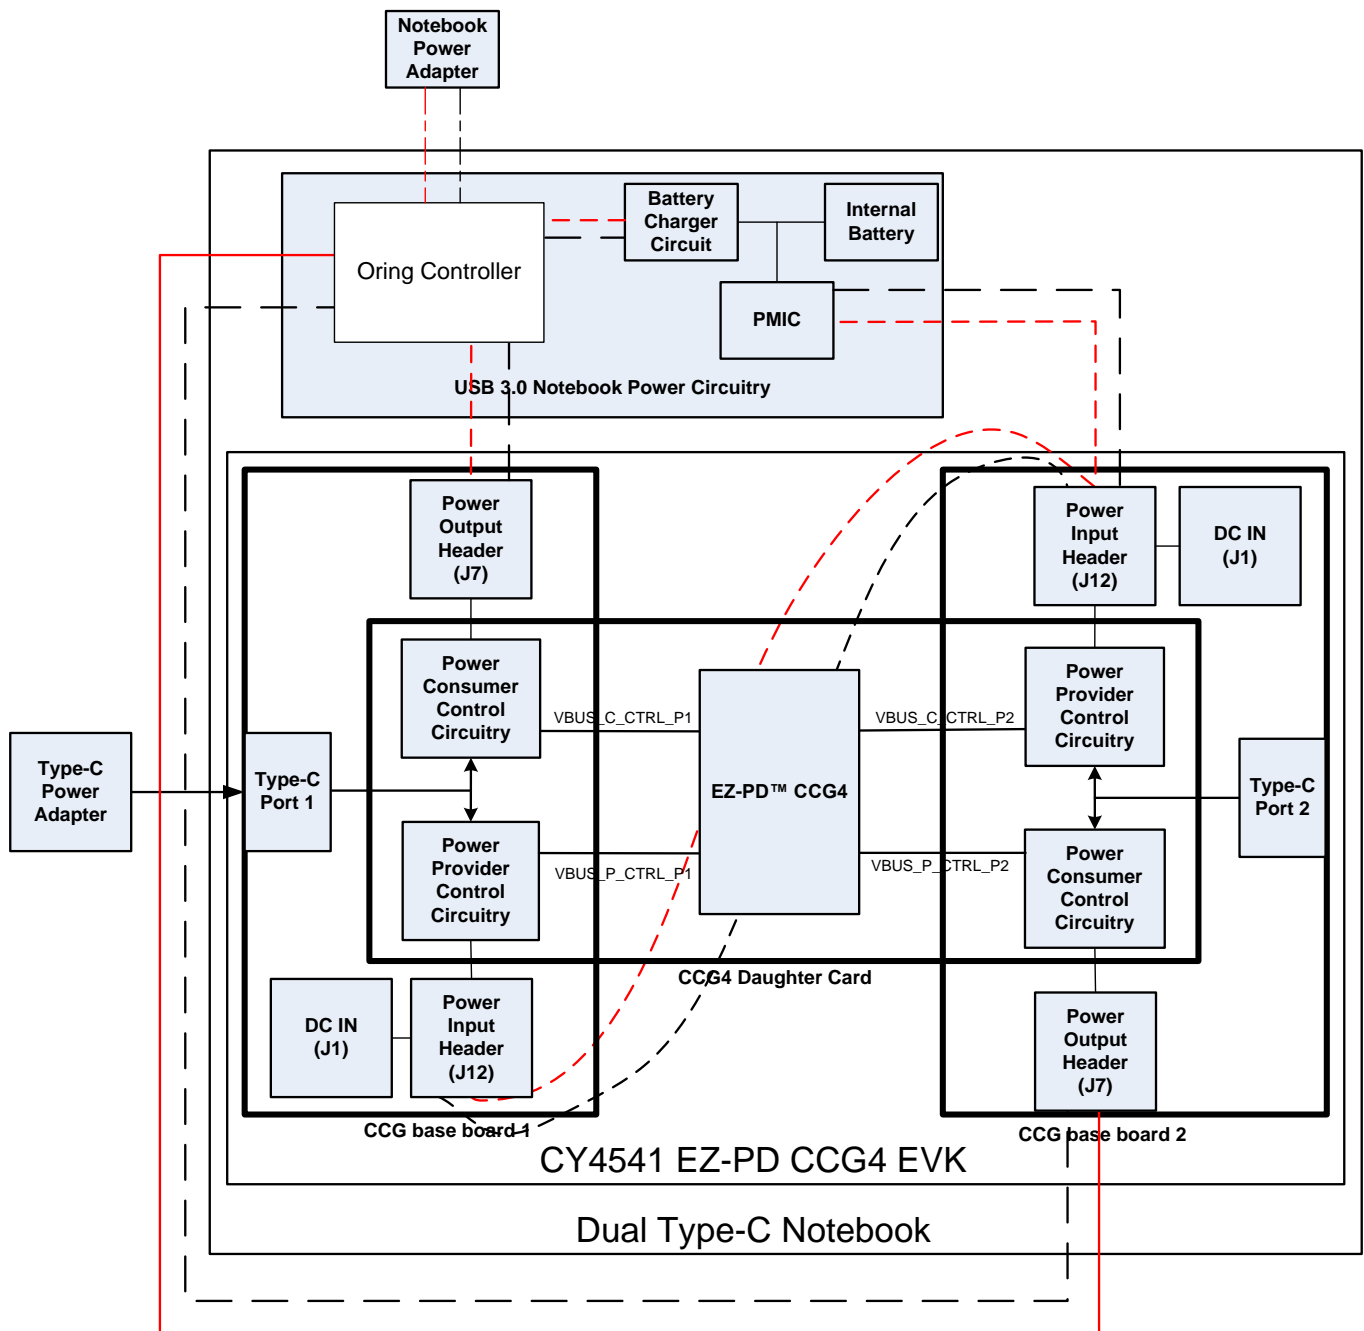 Notebook
Power
Adapter
Battery
Charger
Circuit
Internal
Battery
Oring Controller
PMIC
USB 3.0 Notebook Power Circuitry
Power
Output
Header
(J7)
Power
Input
Header
(J12)
DC IN
(J1)
Power
Consumer
Control
Circuitry
Power
Provider
Control
Circuitry
VBUS_C_CTRL_P1
VBUS_C_CTRL_P2
Type-C
Power
Adapter
Type-C
Port 1
EZ-PD™ CCG4
Type-C
Port 2
Power
Provider
Control
Circuitry
Power
Consumer
Control
Circuitry
VBUS_P_CTRL_P1
VBUS_P_CTRL_P2
CCG4 Daughter Card
DC IN
(J1)
Power
Input
Header
(J12)
Power
Output
Header
(J7)
CCG base board 1
CCG base board 2
CY4541 EZ-PD CCG4 EVK
Dual Type-C Notebook